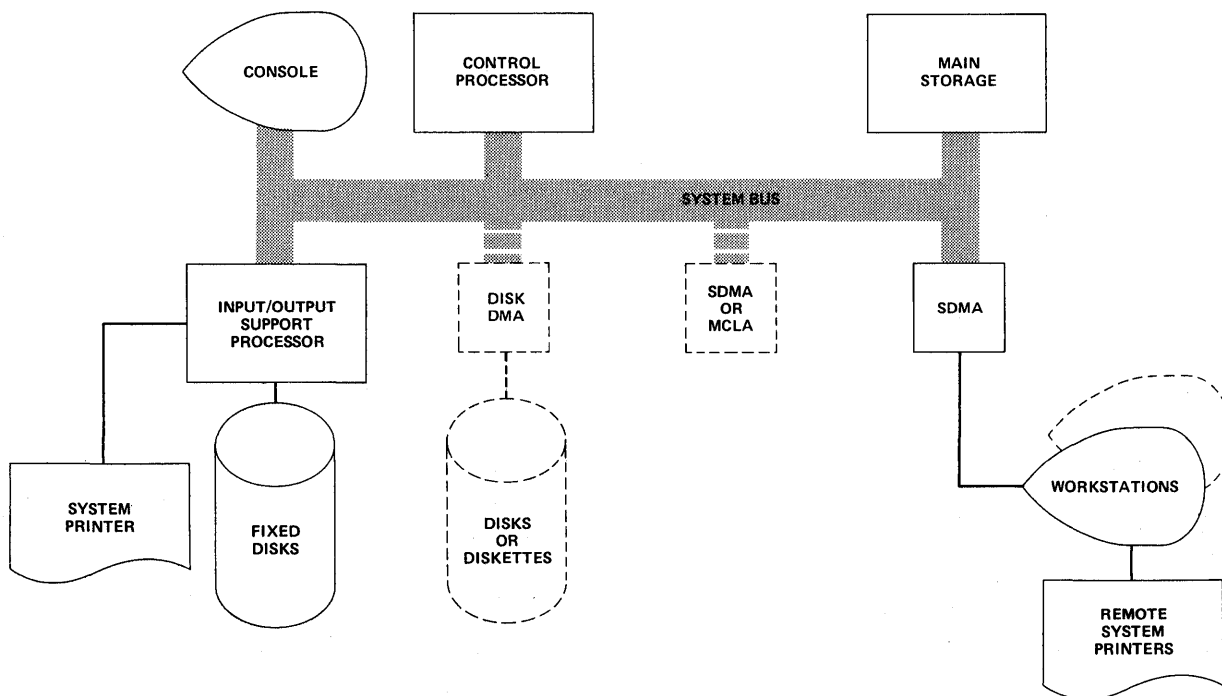 CONSOLE
CONTROL
PROCESSOR
MAIN
STORAGE
SYSTEM BUS
INPUT/OUTPUT
SUPPORT
PROCESSOR
DISK
DMA
SDMA
OR
MCLA
SDMA
SYSTEM
PRINTER
FIXED
DISKS
DISKS
OR
DISKETTES
WORKSTATIONS
REMOTE
SYSTEM
PRINTERS